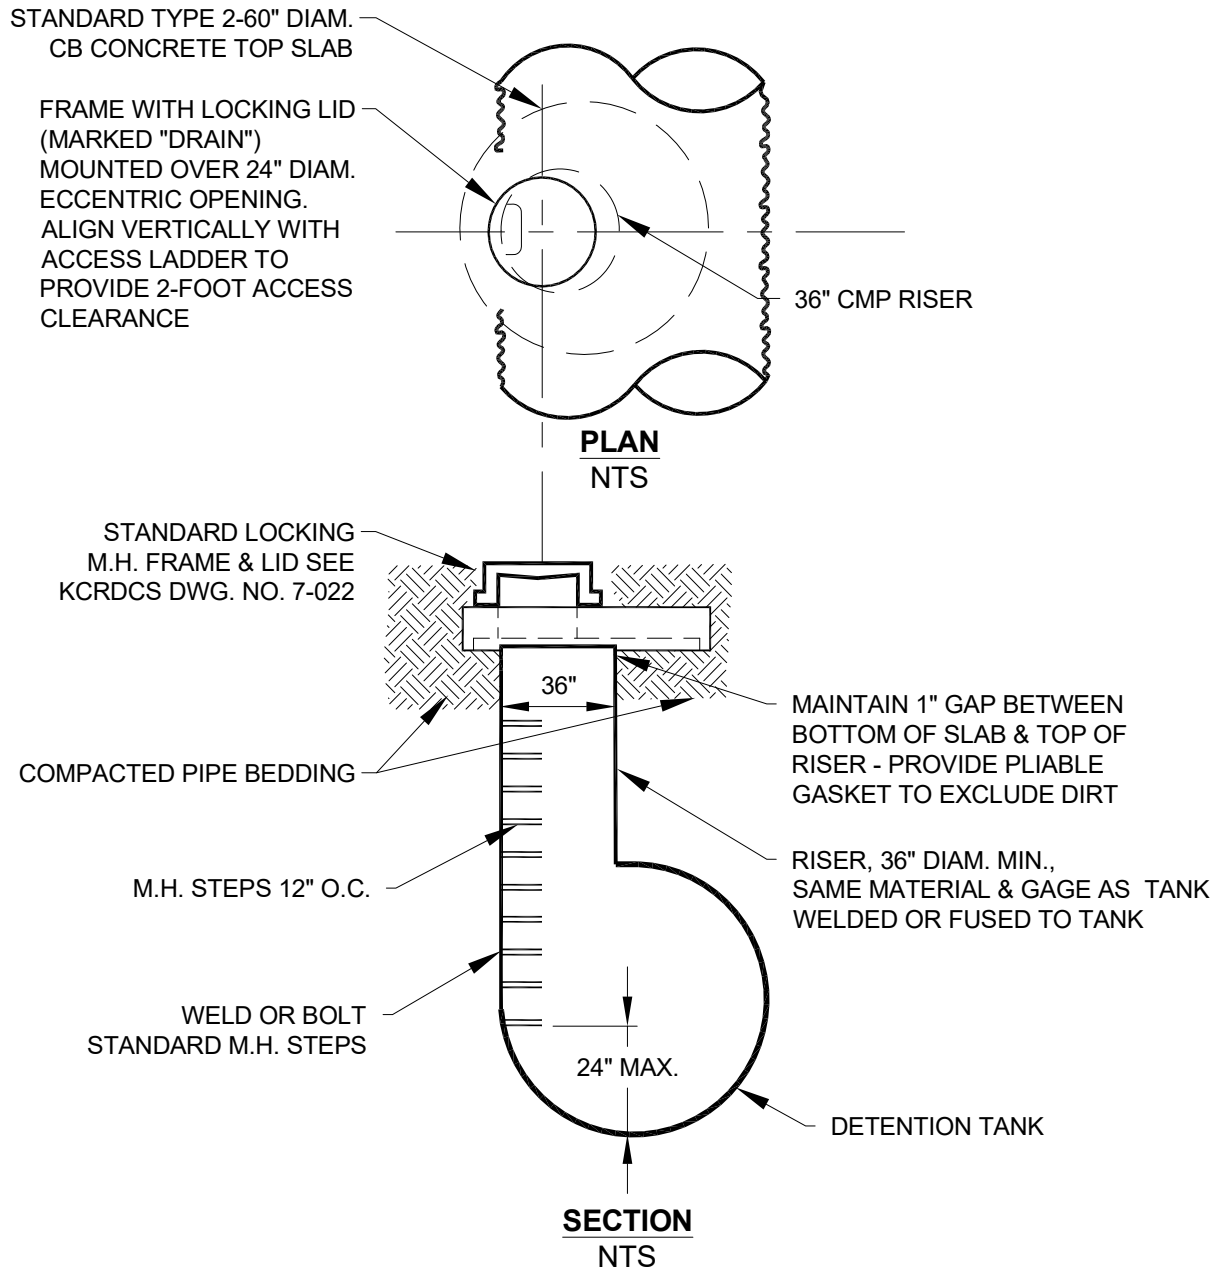 STANDARD TYPE 2-60" DIAM.
CB CONCRETE TOP SLAB
FRAME WITH LOCKING LID
(MARKED "DRAIN")
MOUNTED OVER 24" DIAM.
ECCENTRIC OPENING.
ALIGN VERTICALLY WITH
ACCESS LADDER TO
PROVIDE 2-FOOT ACCESS
CLEARANCE
36" CMP RISER
PLAN
NTS
STANDARD LOCKING
M.H. FRAME & LID SEE
KCRDCS DWG. NO. 7-022
36"
MAINTAIN 1" GAP BETWEEN
BOTTOM OF SLAB & TOP OF
RISER - PROVIDE PLIABLE
GASKET TO EXCLUDE DIRT
COMPACTED PIPE BEDDING
RISER, 36" DIAM. MIN.,
SAME MATERIAL & GAGE AS TANK
WELDED OR FUSED TO TANK
M.H. STEPS 12" O.C.
WELD OR BOLT
STANDARD M.H. STEPS
24" MAX.
DETENTION TANK
SECTION
NTS